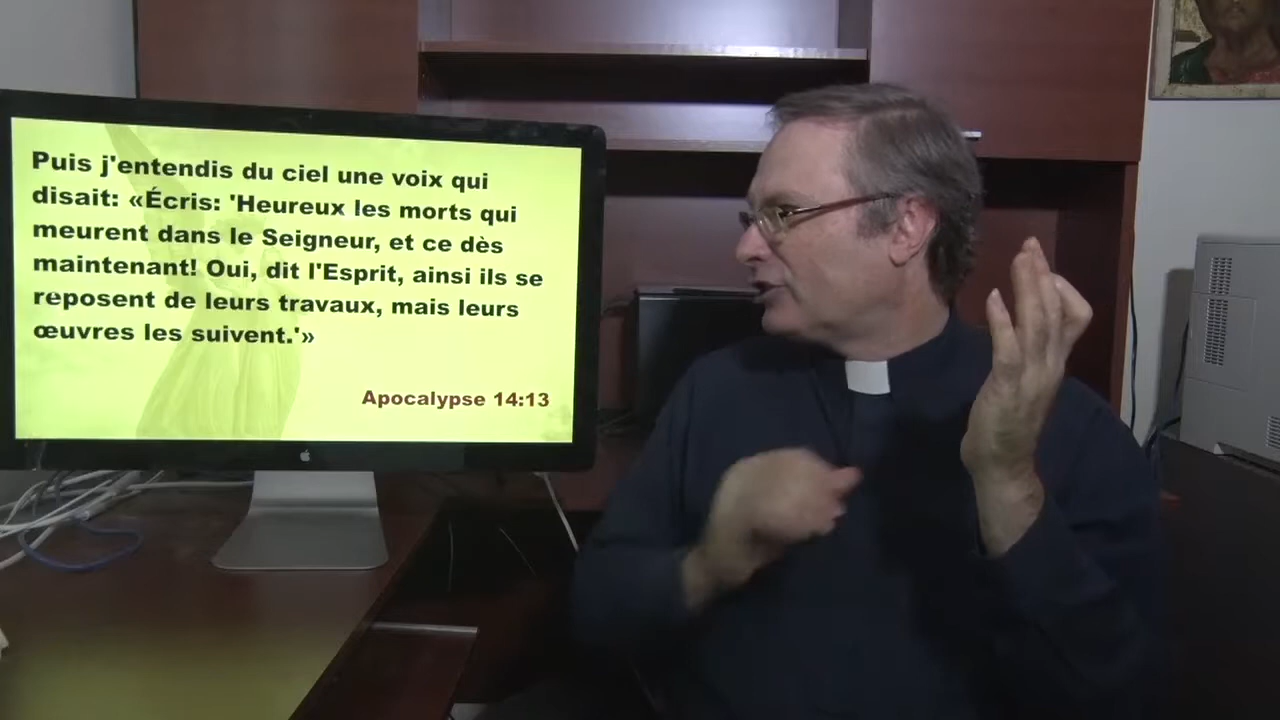 Puis j'entendis du ciel une voix qui
disait: «Écris: 'Heureux les morts qui
meurent dans le Seigneur, et ce dès
maintenant! Oui, dit l'Esprit, ainsi ils se
reposent de leurs travaux, mais leurs
œuvres les suivent.'»
Apocalypse 14:13